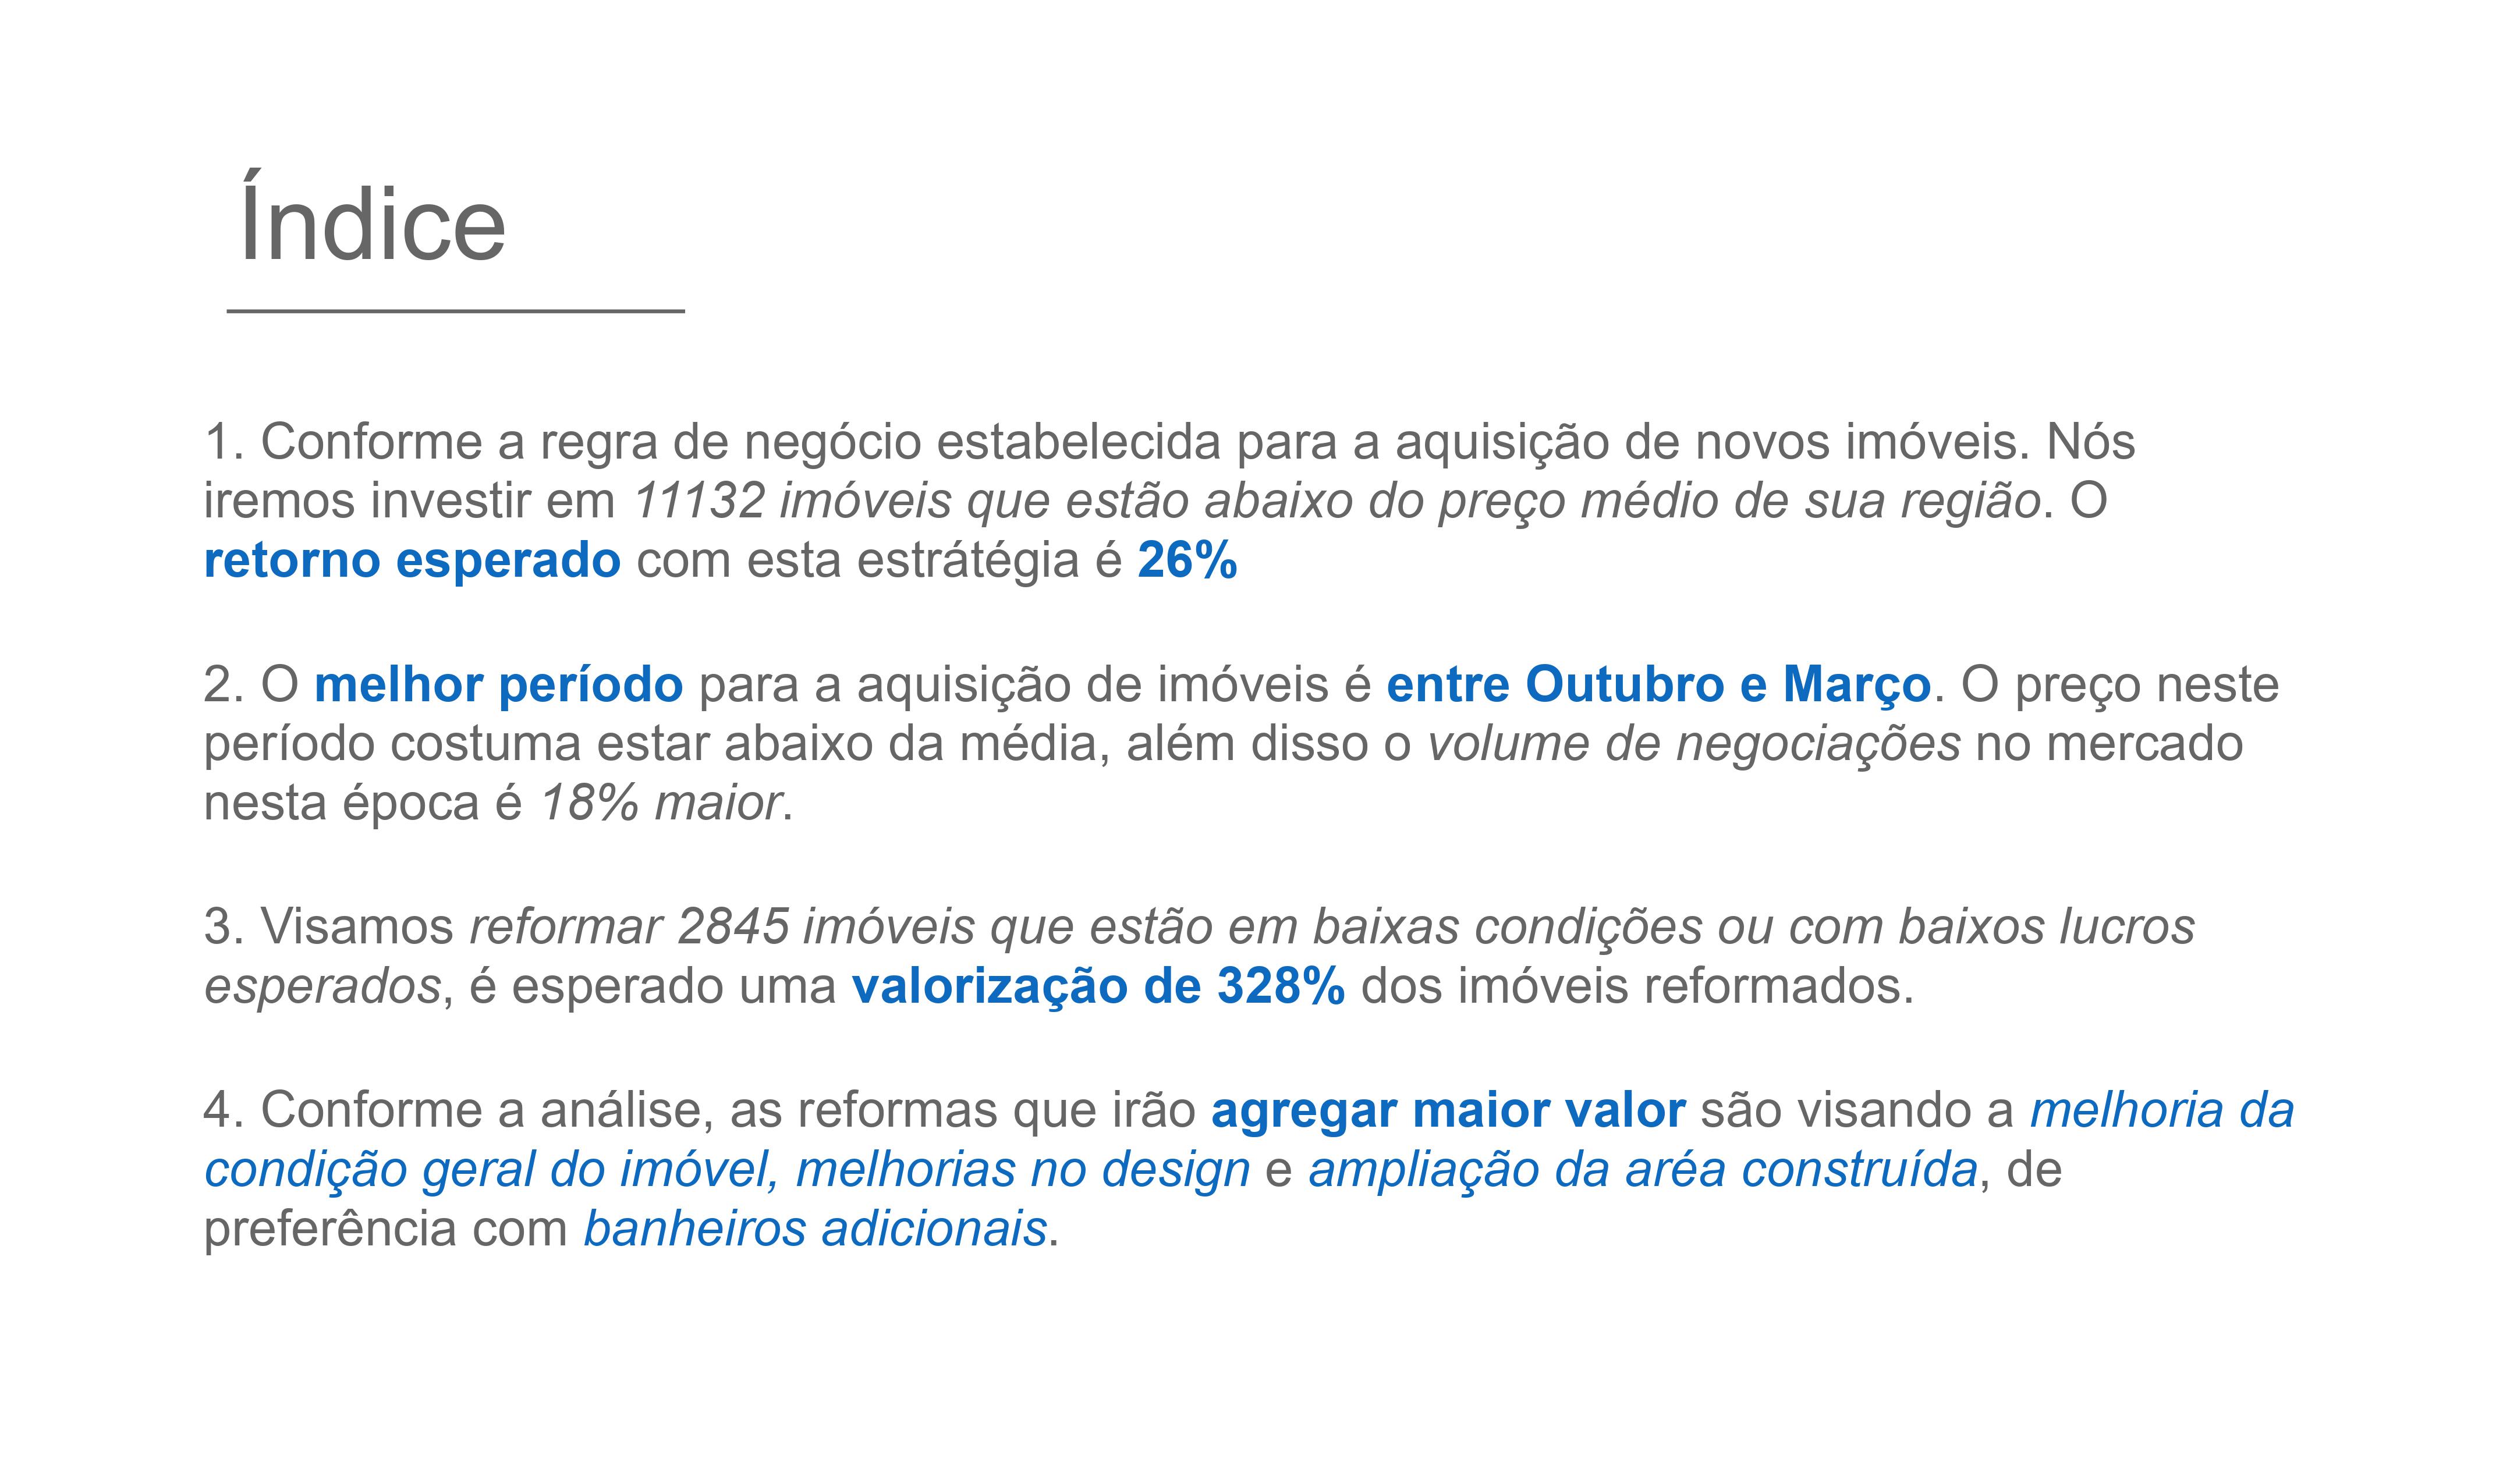 Índice
1. Conforme a regra de negócio estabelecida para a aquisição de novos imóveis. Nós
iremos investir em 11132 imóveis que estão abaixo do preço médio de sua região. O
retorno esperado com esta estrátégia é 26%
2. O melhor período para a aquisição de imóveis é entre Outubro e Março. O preço neste
período costuma estar abaixo da média, além disso o volume de negociações no mercado
nesta época é 18% maior.
3. Visamos reformar 2845 imóveis que estão em baixas condições ou com baixos lucros
esperados, é esperado uma valorização de 328% dos imóveis reformados.
4. Conforme a análise, as reformas que irão agregar maior valor são visando a melhoria da
condição geral do imóvel, melhorias no design e ampliação da aréa construída, de
preferência com banheiros adicionais.